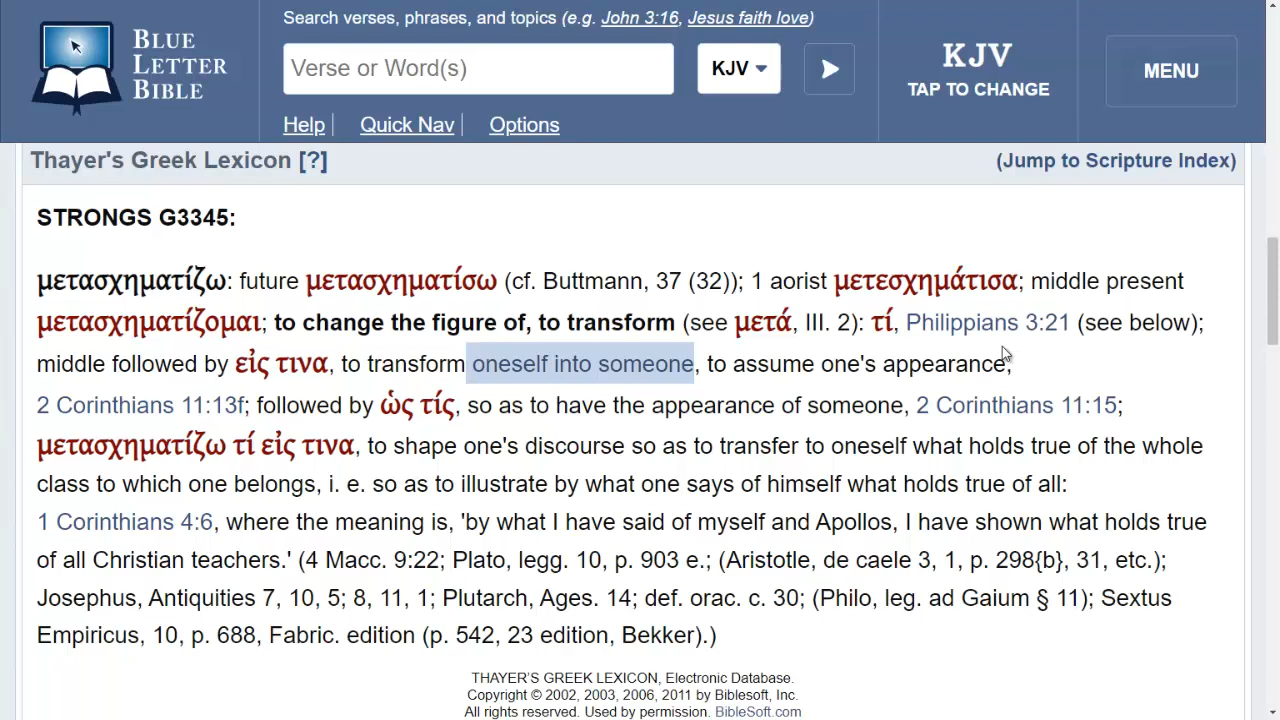 Search verses, phrases, and topics (e.g. John 3:16, Jesus faith love)
BLUE
LETTER
BIBLE
Verse or Word(s)
KJV
KJV
TAP TO CHANGE
MENU
Help
Quick Nav
Options
Thayer's Greek Lexicon [?]
(Jump to Scripture Index)
STRONGS G3345:
μετασχηματίζω: future μετασχηματίσω (cf. Buttmann, 37 (32)); 1 aorist μετεσχημάτισα; middle present
μετασχηματίζομαι; to change the figure of, to transform (see μετά, III. 2): τί, Philippians 3:21 (see below);
middle followed by εἰς τινα, to transform oneself into someone, to assume one's appearance,
2 Corinthians 11:13f; followed by ὡς τίς, so as to have the appearance of someone, 2 Corinthians 11:15;
μετασχηματίζω τί εἰς τινα, to shape one's discourse so as to transfer to oneself what holds true of the whole
class to which one belongs, i. e. so as to illustrate by what one says of himself what holds true of all:
1 Corinthians 4:6, where the meaning is, 'by what I have said of myself and Apollos, I have shown what holds true
of all Christian teachers.' (4 Macc. 9:22; Plato, legg. 10, p. 903 e.; (Aristotle, de caele 3, 1, p. 298{b}, 31, etc.);
Josephus, Antiquities 7, 10, 5; 8, 11, 1; Plutarch, Ages. 14; def. orac. c. 30; (Philo, leg. ad Gaium § 11); Sextus
Empiricus, 10, p. 688, Fabric. edition (p. 542, 23 edition, Bekker).)
THAYER'S GREEK LEXICON, Electronic Database.
Copyright © 2002, 2003, 2006, 2011 by Biblesoft, Inc.
All rights reserved. Used by permission. BibleSoft.com